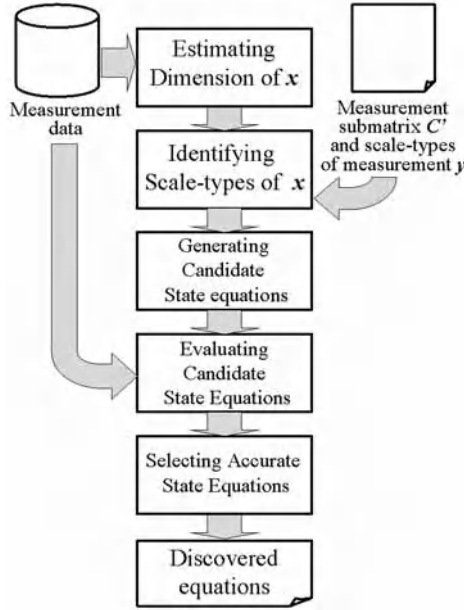 Estimating
Dimension of x
Measurement
data
Measurement
submatrix C'
and scale-types
of measurement y
Identifying
Scale-types of x
Generating
Candidate
State equations
Evaluating
Candidate
State Equations
Selecting Accurate
State Equations
Discovered
equations